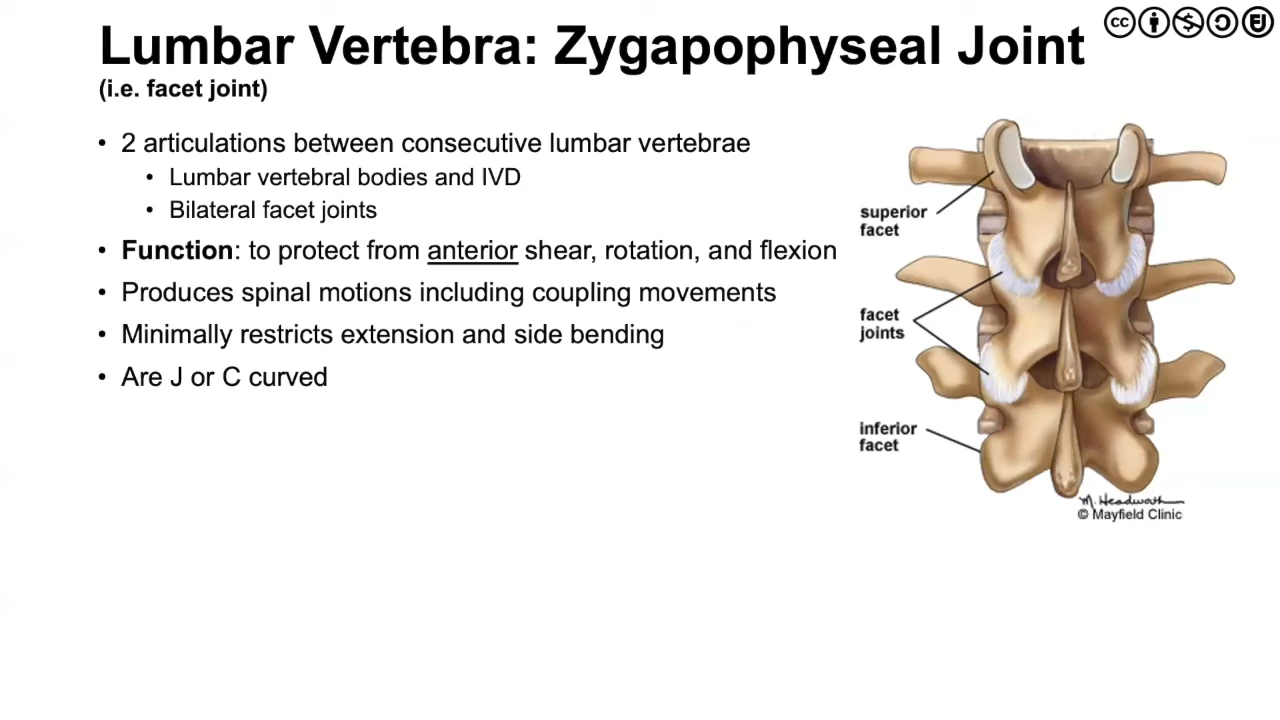 Lumbar Vertebra: Zygapophyseal Joint
(i.e. facet joint)
• 2 articulations between consecutive lumbar vertebrae
• Lumbar vertebral bodies and IVD
• Bilateral facet joints
• Function: to protect from anterior shear, rotation, and flexion
• Produces spinal motions including coupling movements
• Minimally restricts extension and side bending
• Are J or C curved
cc
superior
facet
facet
joints
inferior
facet
M. Headworth
© Mayfield Clinic